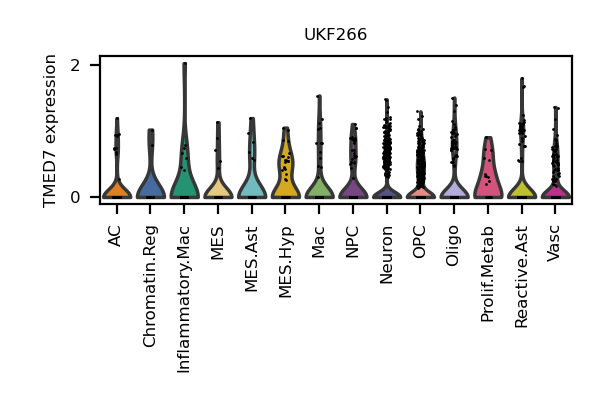 UKF266
TMED7 expression
2
0
AC
Chromatin.Reg
Inflammatory.Mac
MES
MES.Ast
MES.Hyp
Mac
NPC
Neuron
OPC
Oligo
Prolif.Metab
Reactive.Ast
Vasc